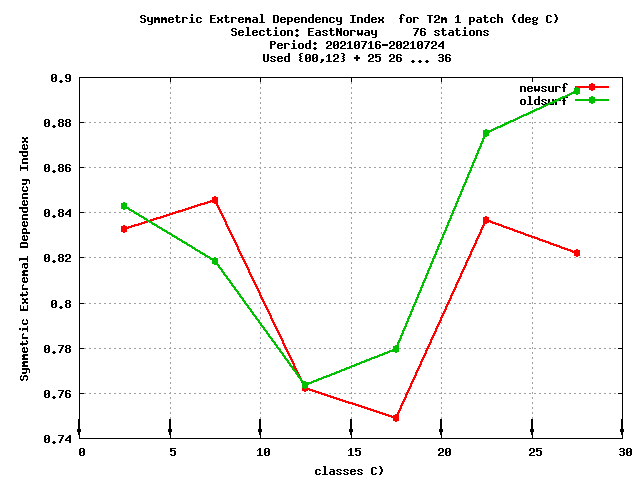 Symmetric Extremal Dependency Index  for T2m 1 patch (deg C)
Selection: EastNorway     76 stations
Period: 20210716-20210724
Used {00,12} + 25 26 ... 36
newsurf
oldsurf
Symmetric Extremal Dependency Index
0.9
0.88
0.86
0.84
0.82
0.8
0.78
0.76
0.74
0 5 10 15 20 25 30
classes C)